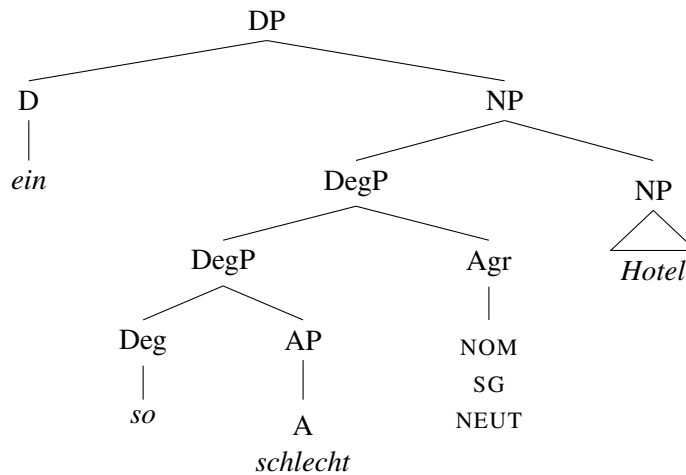 DP
D NP
ein
DegP NP
Hotel
DegP Agr
Deg AP NOM
SG
so A NEUT
schlecht